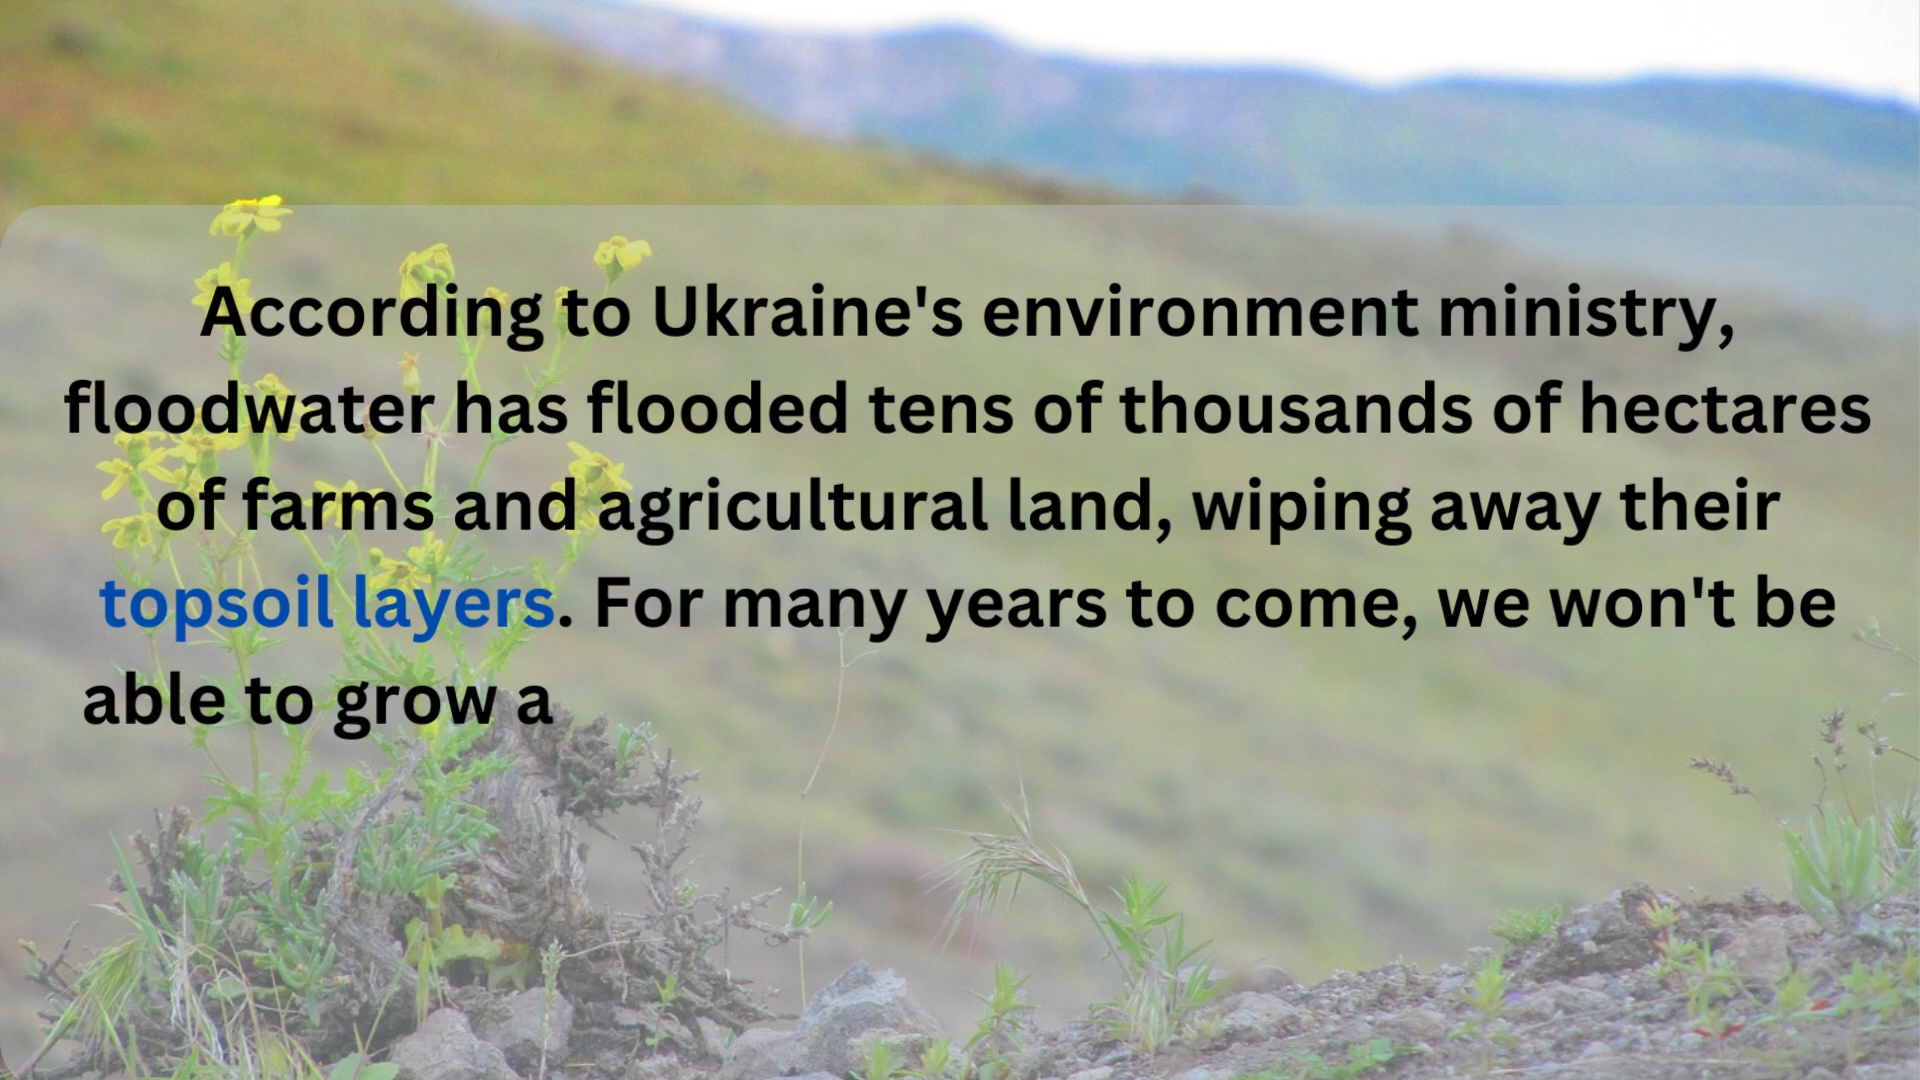 According to Ukraine's environment ministry,
floodwater has flooded tens of thousands of hectares
of farms and agricultural land, wiping away their
topsoil layers. For many years to come, we won't be
able to grow a